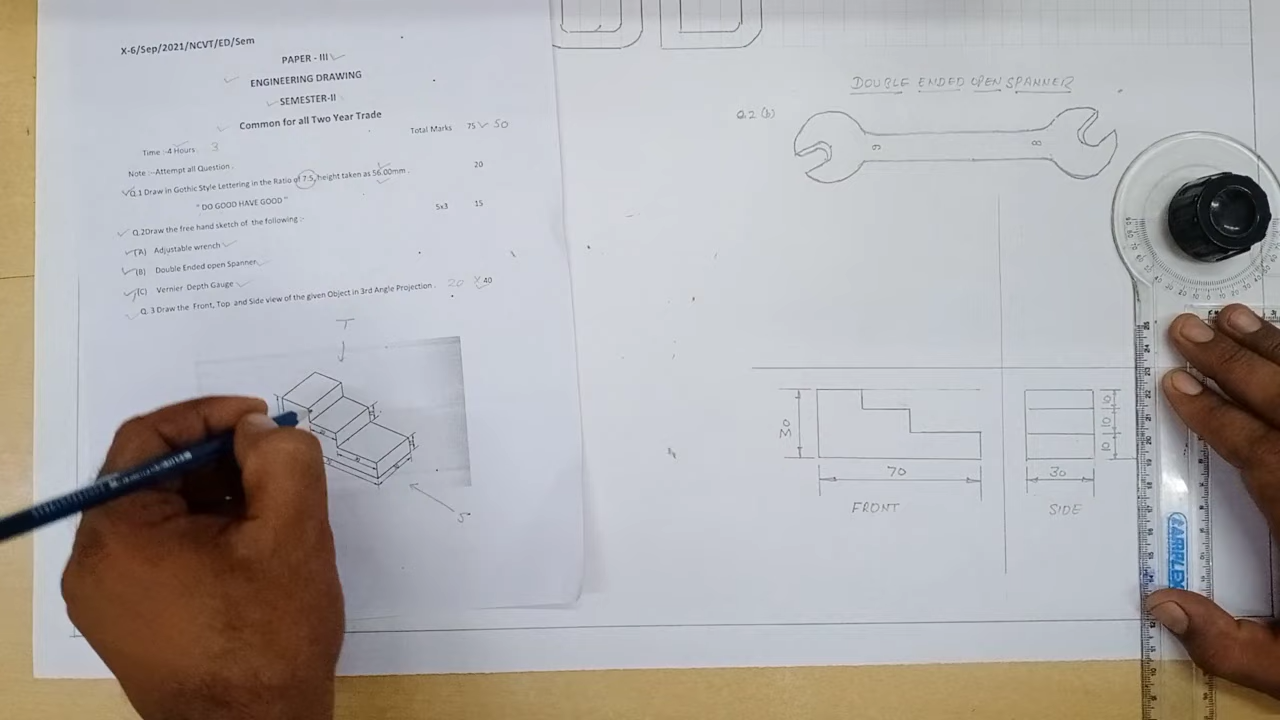 X-6/Sep/2021/NCVT/ED/Sem
PAPER - III
ENGINEERING DRAWING
SEMESTER-II
Common for all Two Year Trade
Total Marks 75 50
Time :- 4 Hours 3
Note :-Attempt all Question .
Q.1 Draw in Gothic Style Lettering in the Ratio of 7:5, height taken as 56.00mm . 20
" DO GOOD HAVE GOOD "
Q.2Draw the free hand sketch of the following :- 5x3 15
(A) Adjustable wrench
(B) Double Ended open Spanner
(C) Vernier Depth Gauge
Q. 3 Draw the Front, Top and Side view of the given Object in 3rd Angle Projection . 20 40
T
S
DOUBLE ENDED OPEN SPANNER
Q.2 (b)
9
8
30
70
FRONT
10
10
10
30
SIDE